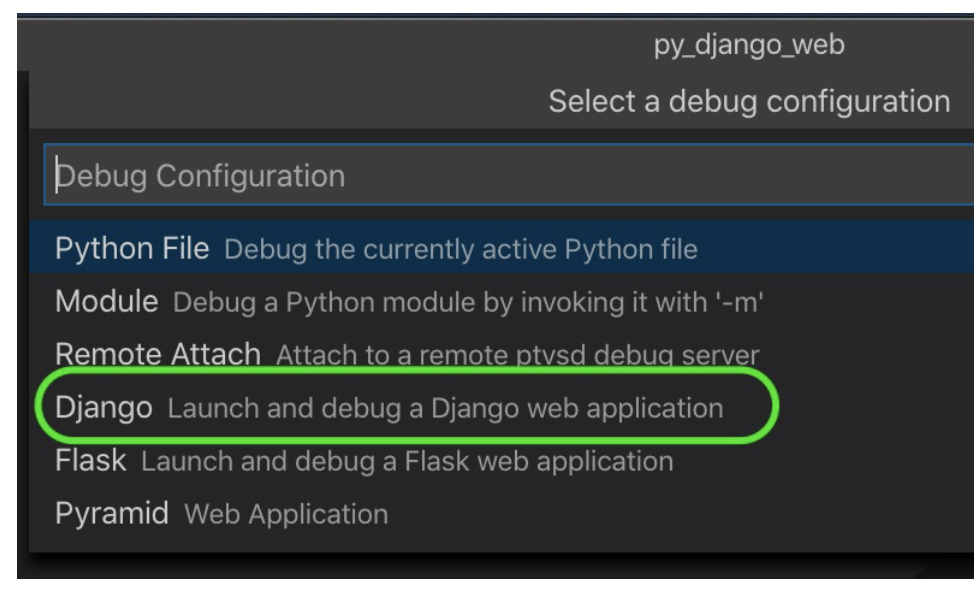 py_django_web
Select a debug configuration
Debug Configuration
Python File Debug the currently active Python file
Module Debug a Python module by invoking it with '-m'
Remote Attach Attach to a remote ptvsd debug server
Django Launch and debug a Django web application
Flask Launch and debug a Flask web application
Pyramid Web Application